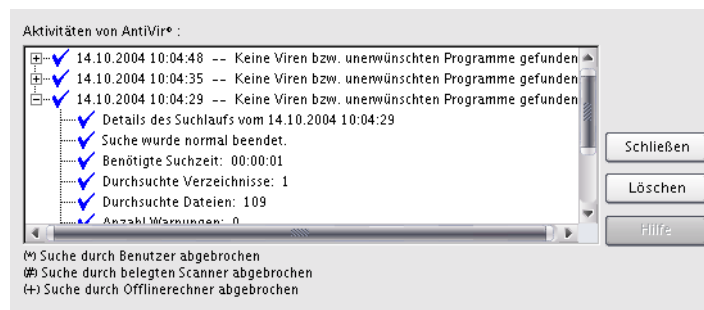 Aktivitäten von AntiVir® :
14.10.2004 10:04:48 -- Keine Viren bzw. unerwünschten Programme gefunden
14.10.2004 10:04:35 -- Keine Viren bzw. unerwünschten Programme gefunden
14.10.2004 10:04:29 -- Keine Viren bzw. unerwünschten Programme gefunden
Details des Suchlaufs vom 14.10.2004 10:04:29
Suche wurde normal beendet.
Benötigte Suchzeit: 00:00:01
Durchsuchte Verzeichnisse: 1
Durchsuchte Dateien: 109
Anzahl Warnungen: 0
Schließen
Löschen
Hilfe
(*) Suche durch Benutzer abgebrochen
(#) Suche durch belegten Scanner abgebrochen
(+) Suche durch Offlinerechner abgebrochen